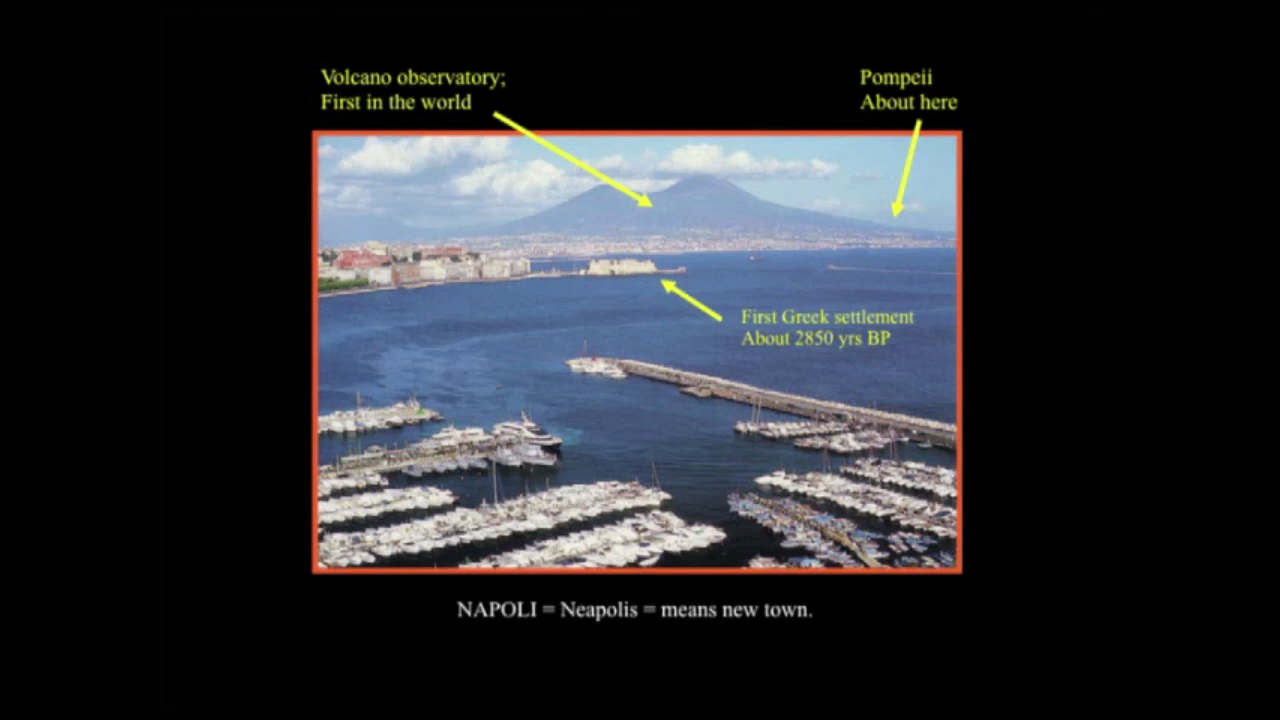 Volcano observatory;
First in the world
Pompeii
About here
First Greek settlement
About 2850 yrs BP
NAPOLI = Neapolis = means new town.